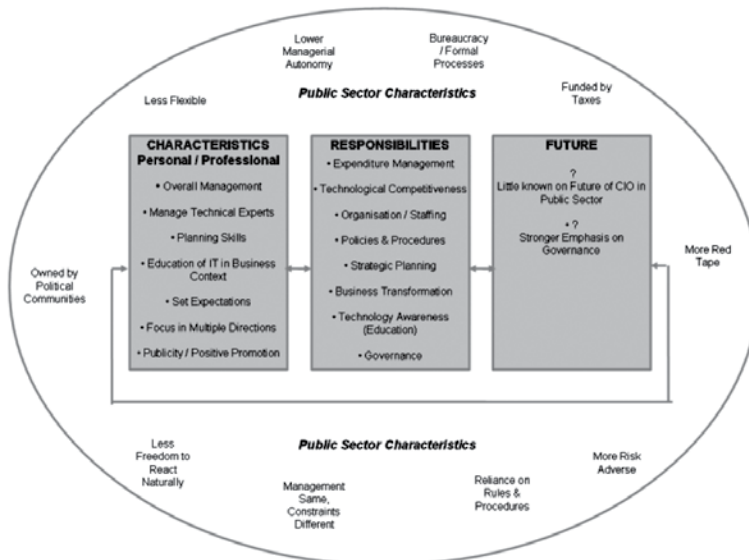 Lower
Managerial
Autonomy
Bureaucracy
/ Formal
Processes
Less Flexible
Public Sector Characteristics
Funded by
Taxes
CHARACTERISTICS
Personal / Professional
• Overall Management
• Manage Technical Experts
• Planning Skills
• Education of IT in Business
Context
• Set Expectations
• Focus in Multiple Directions
• Publicity / Positive Promotion
RESPONSIBILITIES
• Expenditure Management
• Technological Competitiveness
• Organisation / Staffing
• Policies & Procedures
• Strategic Planning
• Business Transformation
• Technology Awareness
(Education)
• Governance
FUTURE
?
Little known on Future of CIO in
Public Sector
• ?
Stronger Emphasis on
Governance
Owned by
Political
Communities
More Red
Tape
Less
Freedom to
React
Naturally
Public Sector Characteristics
Management
Same,
Constraints
Different
Reliance on
Rules &
Procedures
More Risk
Adverse